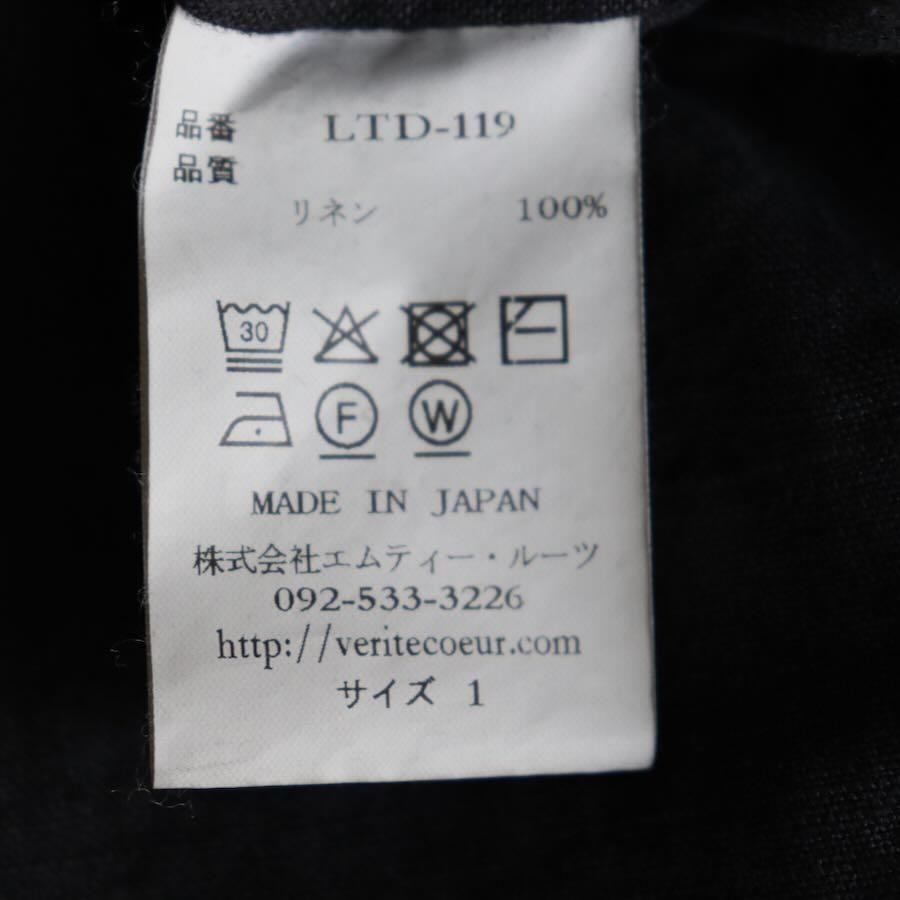 品番 LTD-119
品質
リネン 100%
30
F W
MADE IN JAPAN
株式会社エムティー・ルーツ
092-533-3226
http://veritecoeur.com
サイズ 1